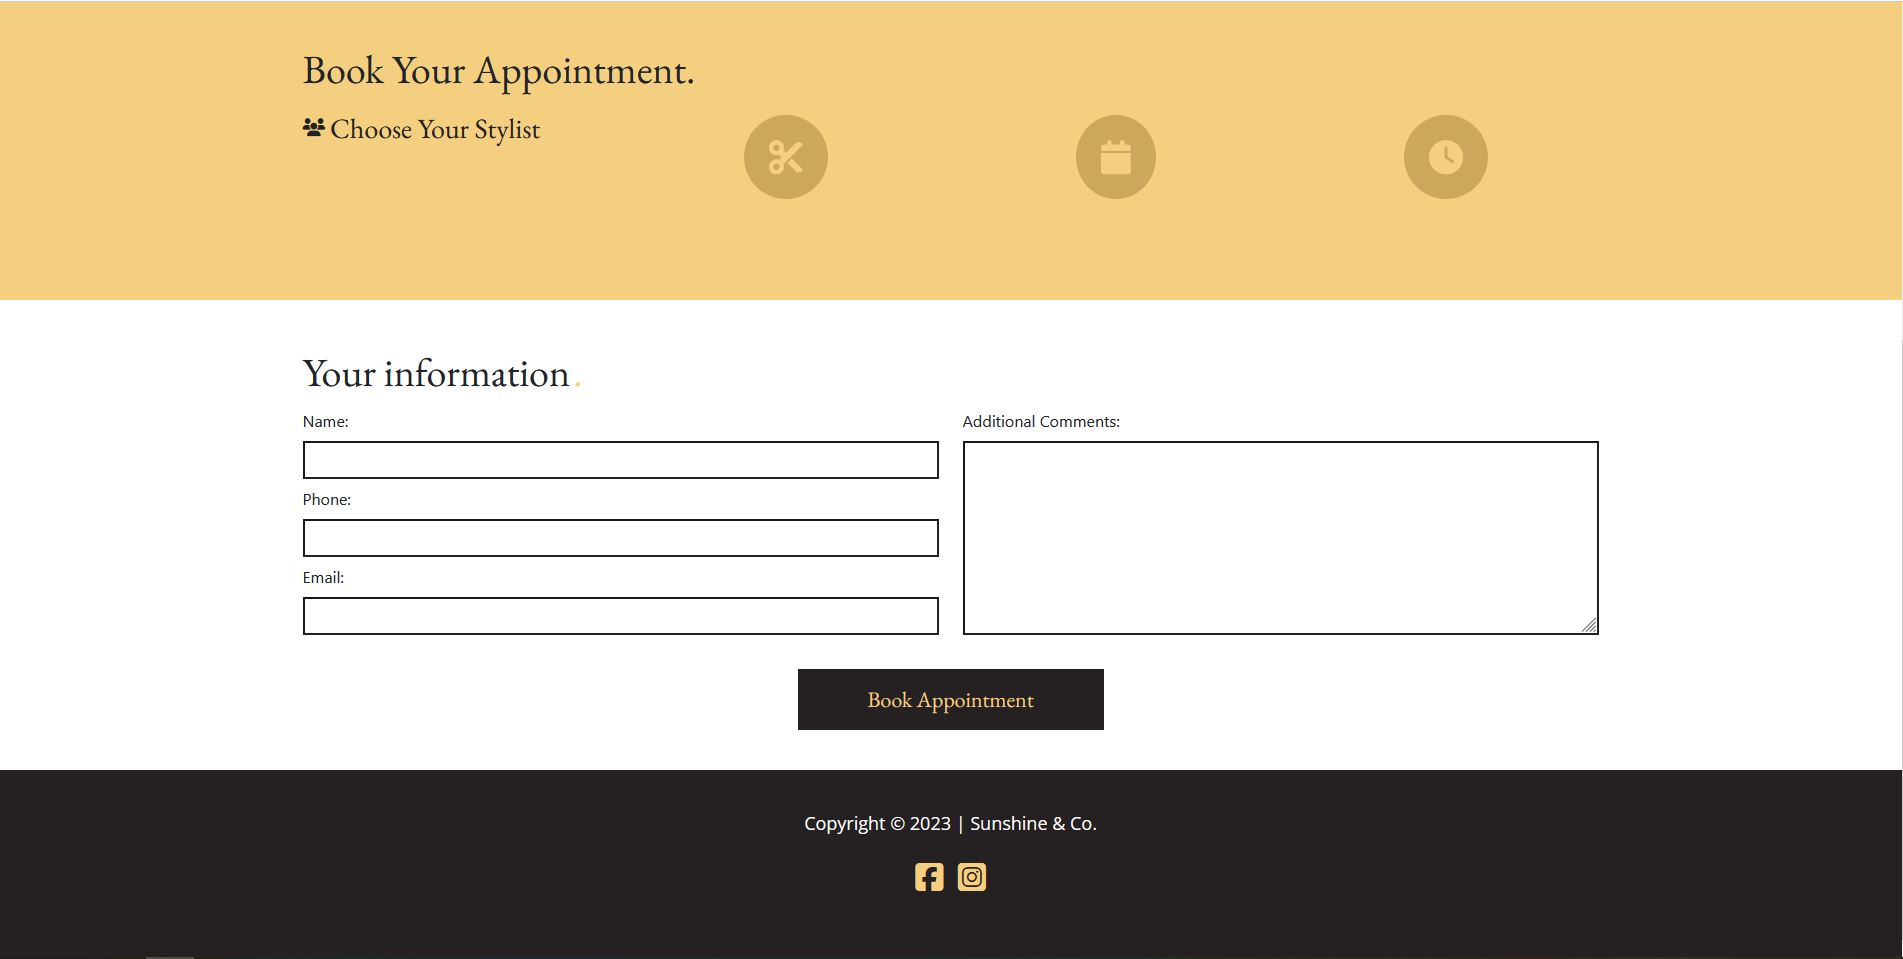 Book Your Appointment.
Choose Your Stylist
Your information.
Name:
Additional Comments:
Phone:
Email:
Book Appointment
Copyright © 2023 | Sunshine & Co.